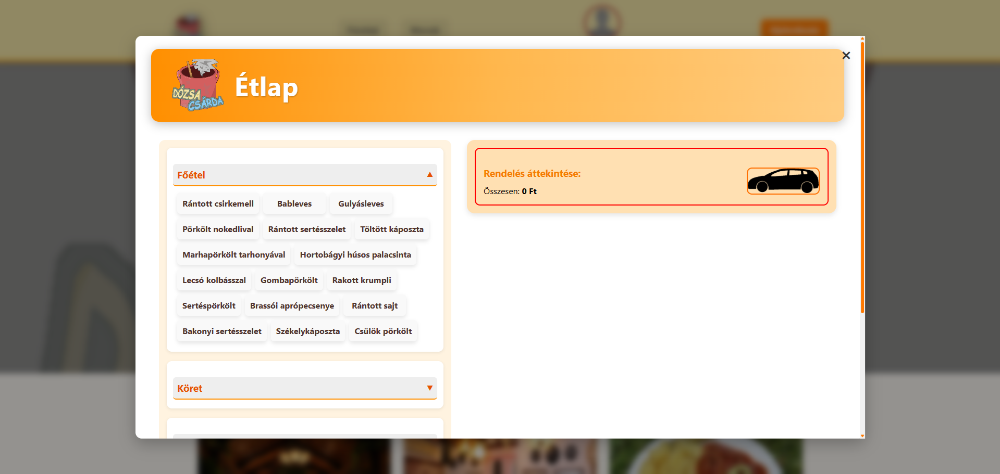 DÓZSA
CSÁRDA
Étlap
Főétel
Rántott csirkemell Bableves Gulyásleves
Pörkölt nokedlival Rántott sertésszelet Töltött káposzta
Marhapörkölt tarhonyával Hortobágyi húsos palacsinta
Lecsó kolbásszal Gombapörkölt Rakott krumpli
Sertéspörkölt Brassói aprópecsenye Rántott sajt
Bakonyi sertésszelet Székelykáposzta Csülök pörkölt
Köret
Rendelés áttekintése:
Összesen: 0 Ft